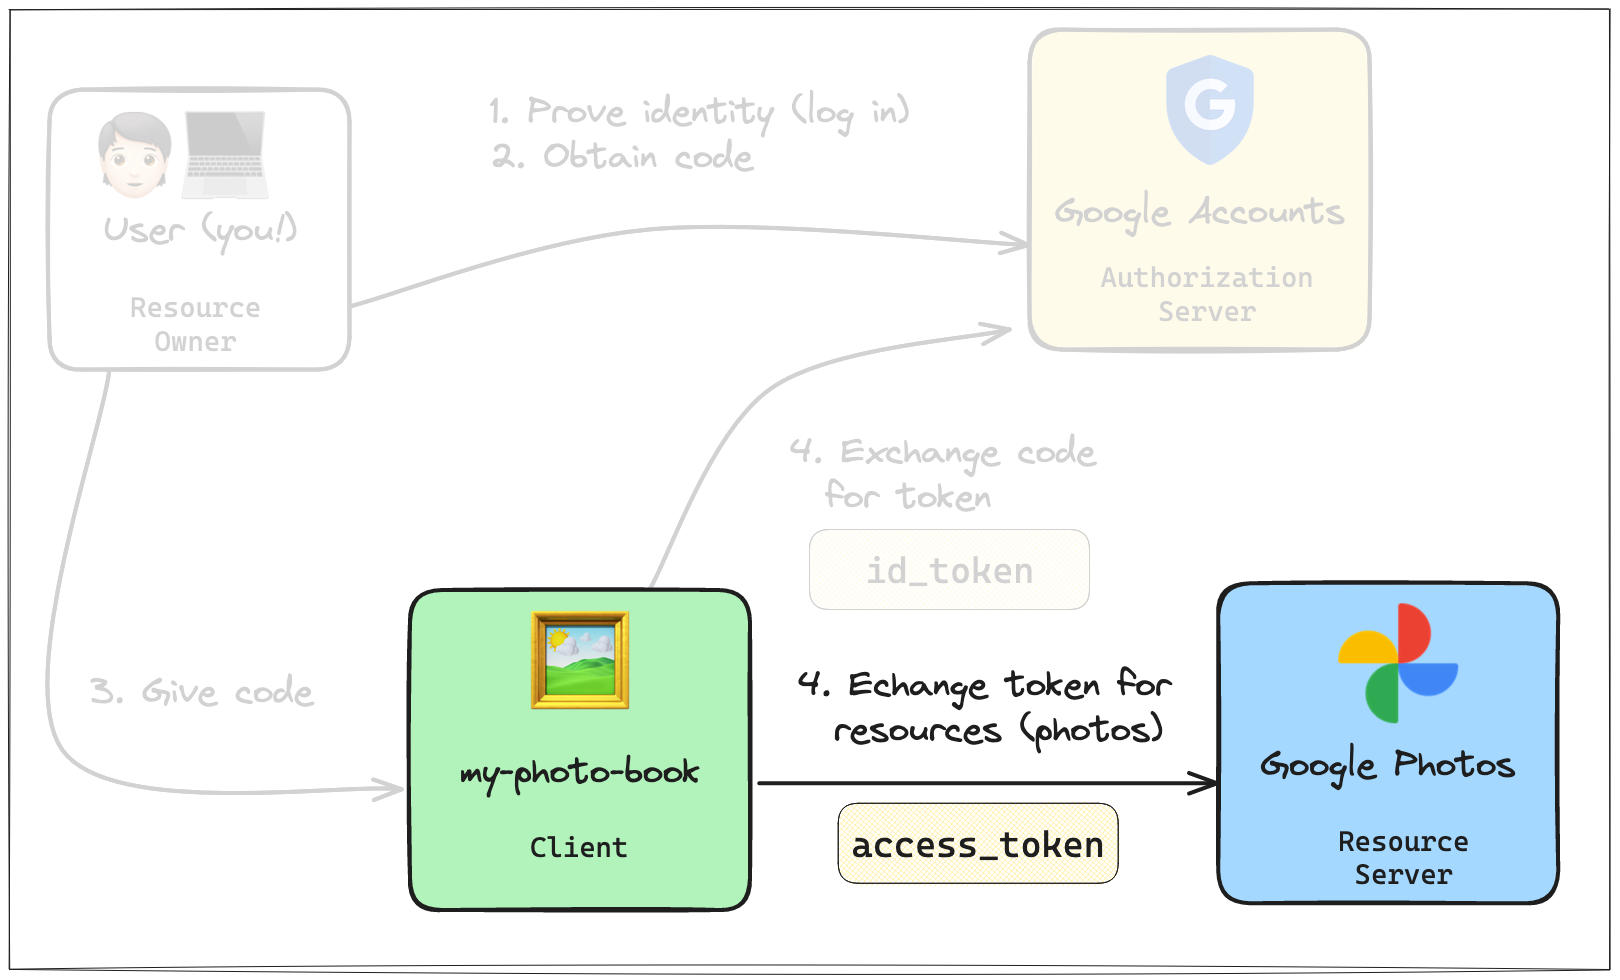 1. Prove identity (log in)
2. Obtain code
User (you!)
Resource
Owner
G
Google Accounts
Authorization
Server
4. Exchange code
for token
id_token
3. Give code
4. Echange token for
resources (photos)
access_token
my-photo-book
Client
Google Photos
Resource
Server